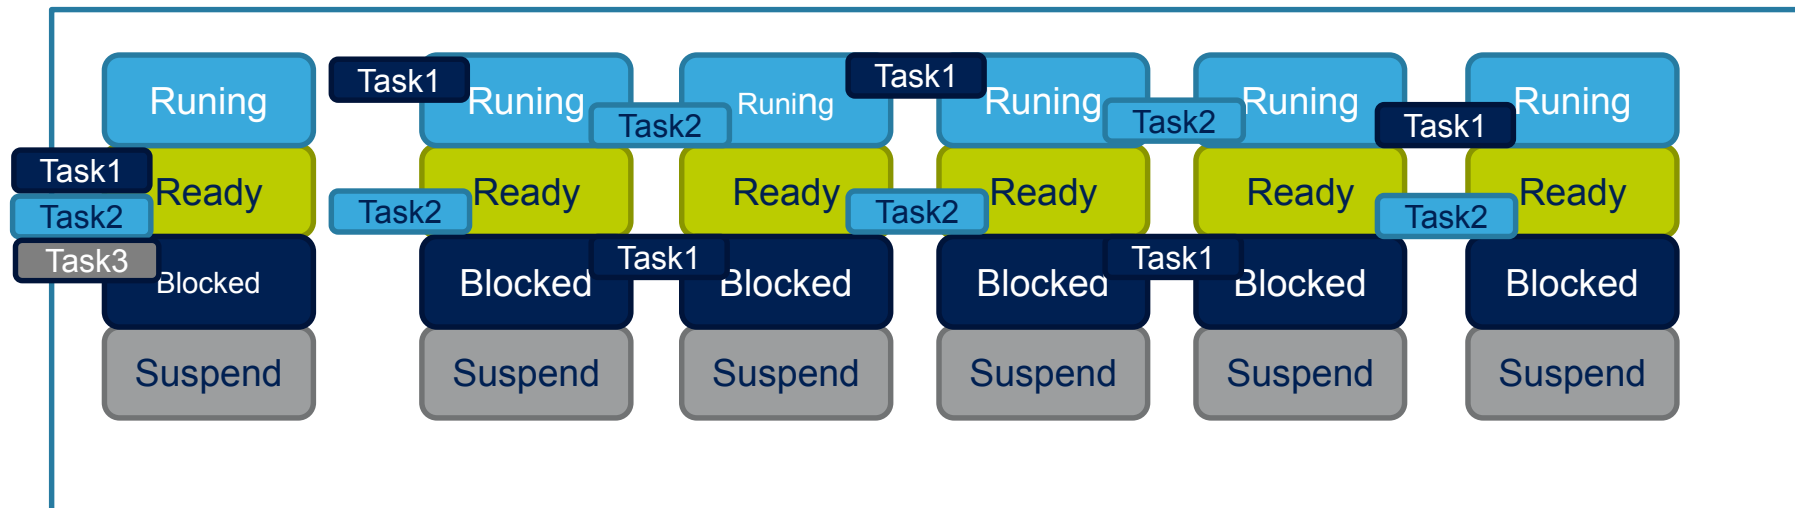 Runing
Task1
Runing
Task2
Runing
Task1
Runing
Task2
Runing
Task1
Runing
Task1
Task2
Ready
Task2
Ready
Ready
Task2
Ready
Ready
Task2
Ready
Task3
Blocked
Blocked
Task1
Blocked
Blocked
Task1
Blocked
Blocked
Suspend
Suspend
Suspend
Suspend
Suspend
Suspend